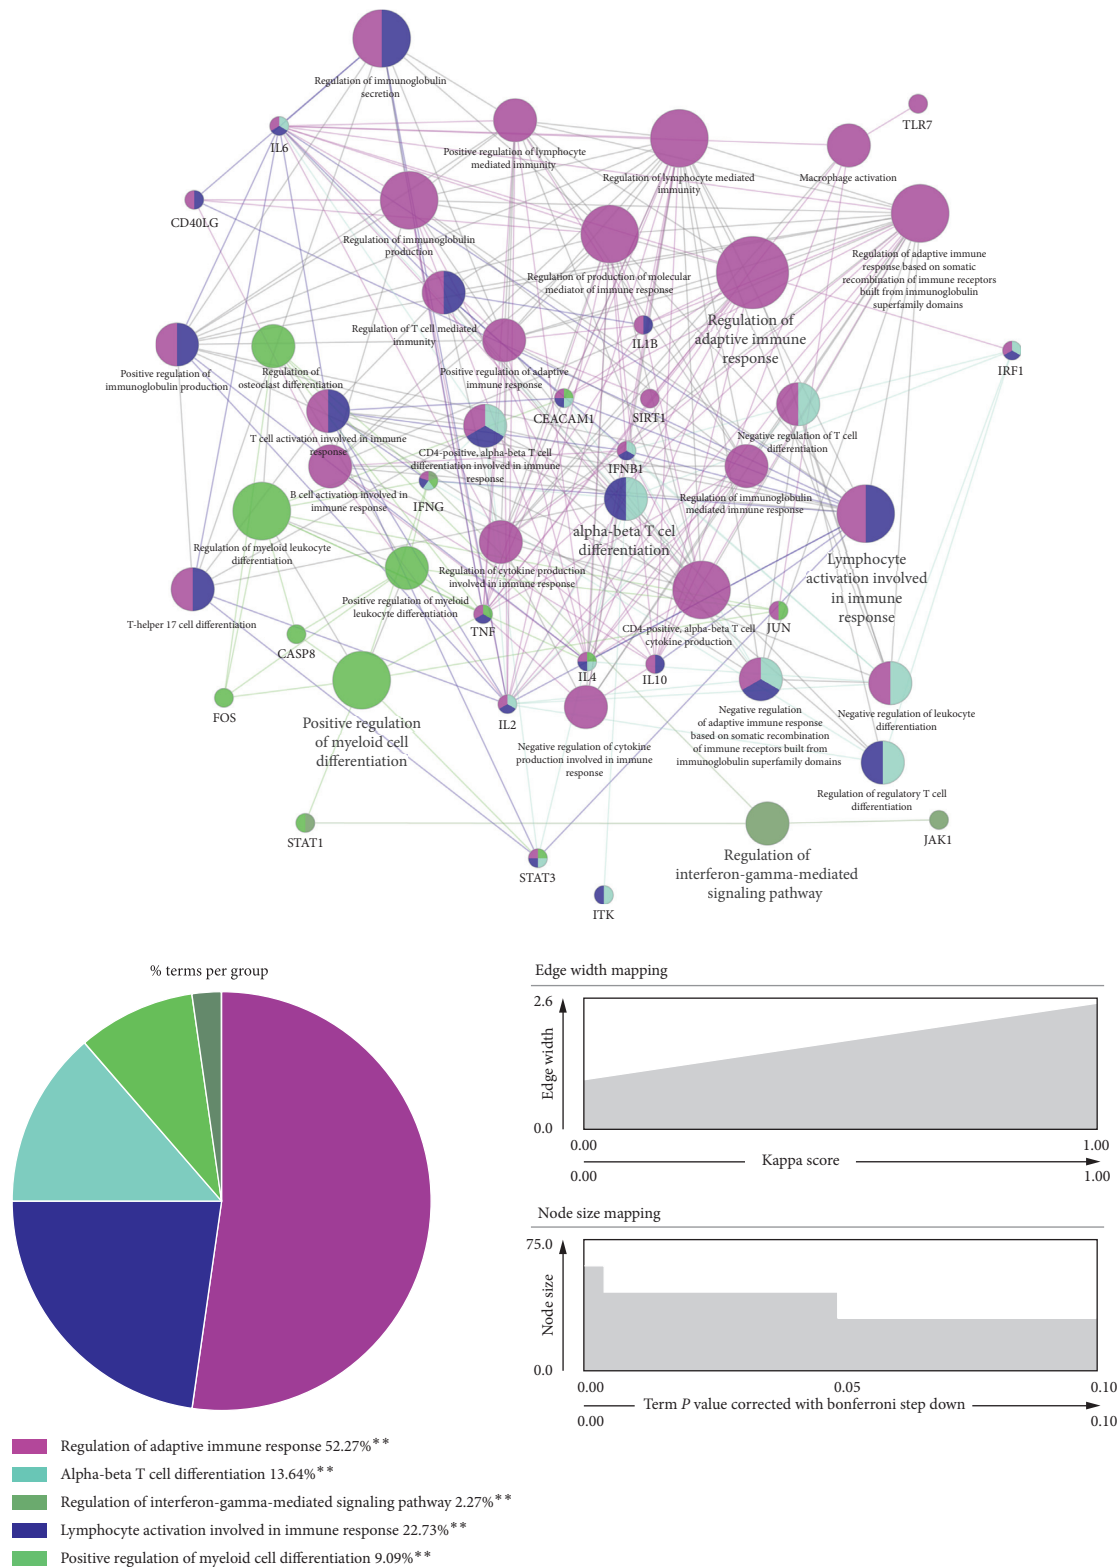 Regulation of immunoglobulin
secretion
TLR7
IL6
Positive regulation of lymphocyte
mediated immunity
Regulation of lymphocyte mediated
immunity
Macrophage activation
CD40LG
Regulation of immunoglobulin
production
Regulation of production of molecular
mediator of immune response
Regulation of adaptive immune
response based on somatic
recombination of immune receptors
built from immunoglobulin
superfamily domains
Regulation of
adaptive immune
response
Regulation of T cell mediated
immunity
IL1B
Positive regulation of
immunoglobulin production
Regulation of
osteoclast differentiation
Positive regulation of adaptive
immune response
IRF1
CEACAM1
SIRT1
T cell activation involved in immune
response
CD4-positive, alpha-beta T cell
differentiation involved in immune
response
Negative regulation of T cell
differentiation
IFNB1
B cell activation involved in
immune response
IFNG
Regulation of immunoglobulin
mediated immune response
alpha-beta T cel
differentiation
Regulation of myeloid leukocyte
differentiation
Lymphocyte
activation involved
in immune
response
Regulation of cytokine production
involved in immune response
Positive regulation of myeloid
leukocyte differentiation
T-helper 17 cell differentiation
TNF
CD4-positive, alpha-beta T cell
cytokine production
JUN
CASP8
IL4
IL10
FOS
Positive regulation
of myeloid cell
differentiation
IL2
Negative regulation of cytokine
production involved in immune
response
Negative regulation
of adaptive immune response
based on somatic recombination
of immune receptors built from
immunoglobulin superfamily domains
Negative regulation of leukocyte
differentiation
Regulation of regulatory T cell
differentiation
STAT1
JAK1
Regulation of
interferon-gamma-mediated
signaling pathway
STAT3
ITK
% terms per group
Regulation of adaptive immune response 52.27%**
Alpha-beta T cell differentiation 13.64%**
Regulation of interferon-gamma-mediated signaling pathway 2.27%**
Lymphocyte activation involved in immune response 22.73%**
Positive regulation of myeloid cell differentiation 9.09%**
Edge width mapping
2.6
Edge width
0.0
0.00 1.00
Kappa score
0.00 1.00
Node size mapping
75.0
Node size
0.0
0.00 0.05 0.10
Term P value corrected with bonferroni step down
0.00 0.10